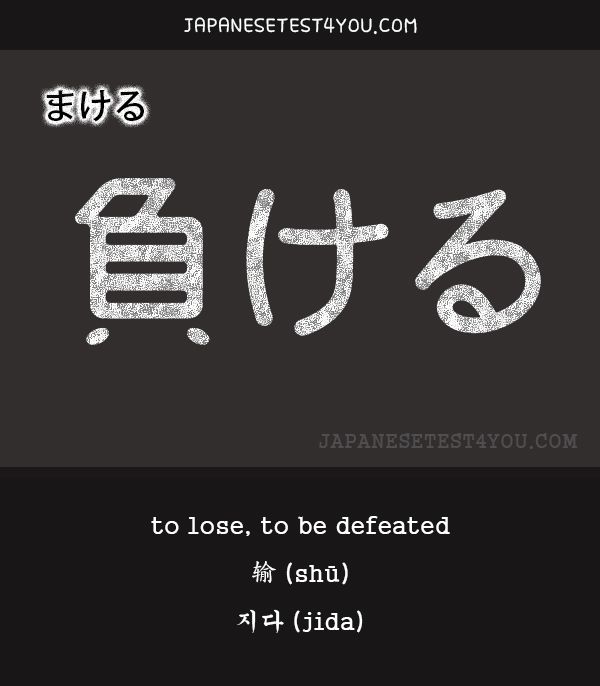 JAPANESETEST4YOU.COM
まける
負ける
JAPANESETEST4YOU.COM
to lose, to be defeated
输 (shū)
지다 (jida)